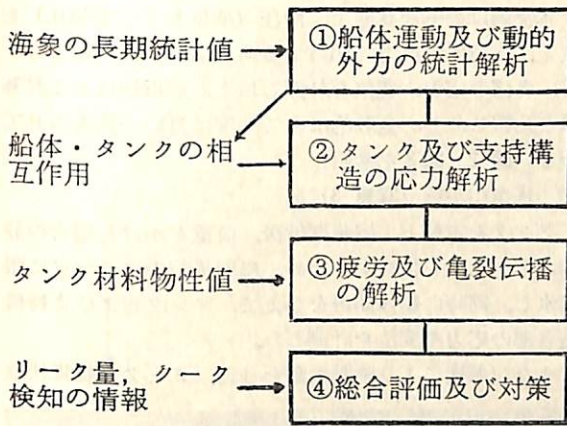 海象の長期統計値
①船体運動及び動的
外力の統計解析
船体・タンクの相
互作用
②タンク及び支持構
造の応力解析
タンク材料物性値
③疲労及び亀裂伝播
の解析
リーク量，シーク
検知の情報
④総合評価及び対策